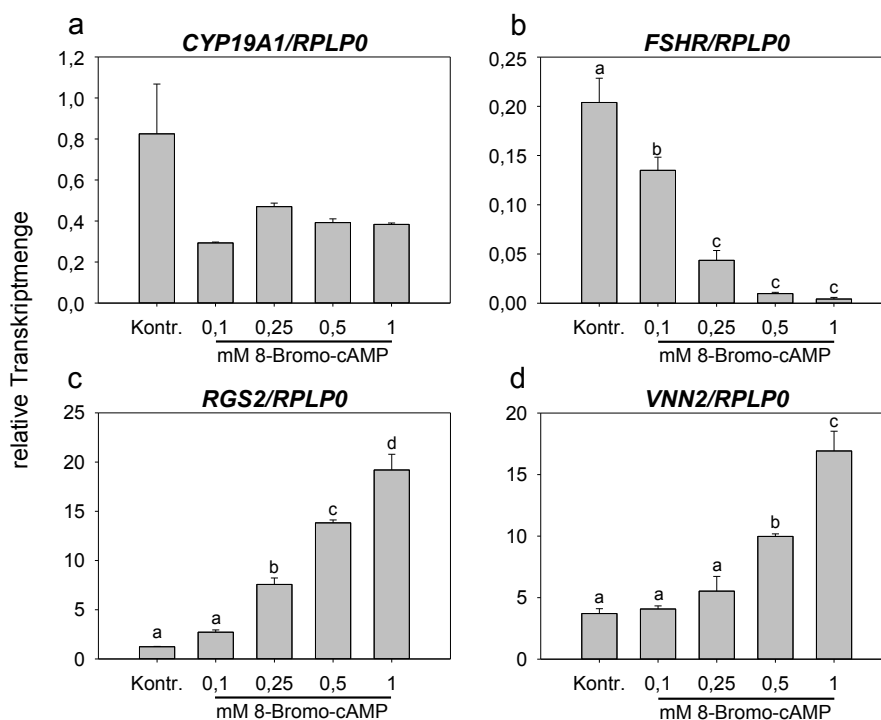 relative Transkriptmenge
a
CYP19A1/RPLP0
1,2
1,0
0,8
0,6
0,4
0,2
0,0
Kontr. 0,1 0,25 0,5 1
mM 8-Bromo-cAMP
b
FSHR/RPLP0
0,25
0,20
0,15
0,10
0,05
0,00
a
b
c
c
c
Kontr. 0,1 0,25 0,5 1
mM 8-Bromo-cAMP
c
RGS2/RPLP0
25
20
15
10
5
0
a
a
b
c
d
Kontr. 0,1 0,25 0,5 1
mM 8-Bromo-cAMP
d
VNN2/RPLP0
20
15
10
5
0
a
a
a
b
c
Kontr. 0,1 0,25 0,5 1
mM 8-Bromo-cAMP